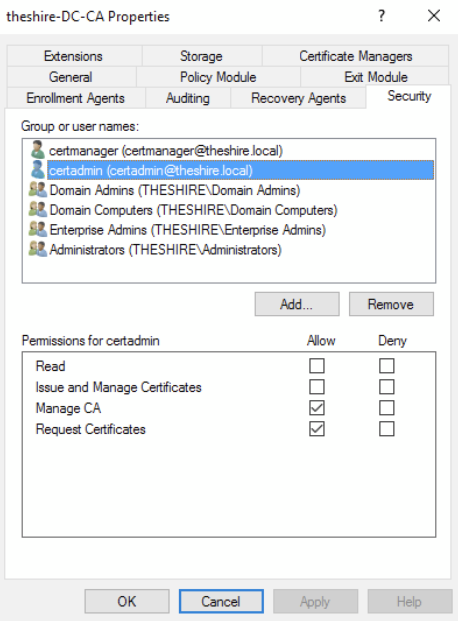 theshire-DC-CA Properties ? ✕
Extensions Storage Certificate Managers
General Policy Module Exit Module
Enrollment Agents Auditing Recovery Agents Security
Group or user names:
certmanager (certmanager@theshire.local)
certadmin (certadmin@theshire.local)
Domain Admins (THESHIRE\Domain Admins)
Domain Computers (THESHIRE\Domain Computers)
Enterprise Admins (THESHIRE\Enterprise Admins)
Administrators (THESHIRE\Administrators)
Add... Remove
Permissions for certadmin Allow Deny
Read
Issue and Manage Certificates
Manage CA
Request Certificates
OK Cancel Apply Help